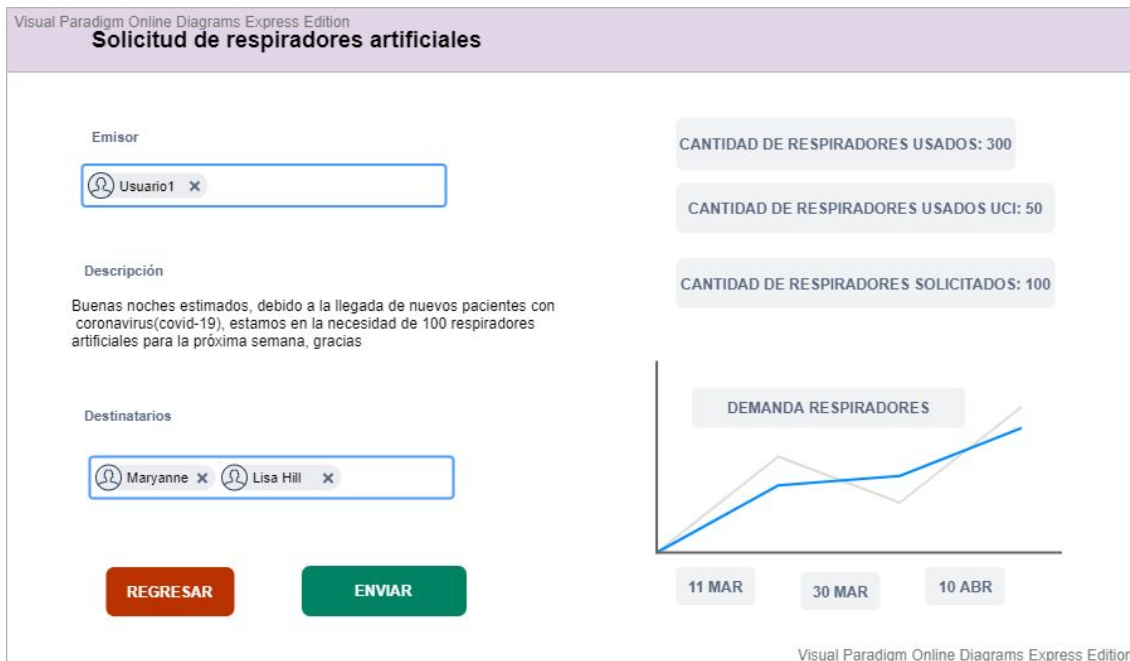 Visual Paradigm Online Diagrams Express Edition
Solicitud de respiradores artificiales
Emisor
Usuario1
Descripción
Buenas noches estimados, debido a la llegada de nuevos pacientes con
coronavirus(covid-19), estamos en la necesidad de 100 respiradores
artificiales para la próxima semana, gracias
Destinatarios
Maryanne Lisa Hill
REGRESAR ENVIAR
CANTIDAD DE RESPIRADORES USADOS: 300
CANTIDAD DE RESPIRADORES USADOS UCI: 50
CANTIDAD DE RESPIRADORES SOLICITADOS: 100
DEMANDA RESPIRADORES
11 MAR 30 MAR 10 ABR
Visual Paradigm Online Diagrams Express Edition